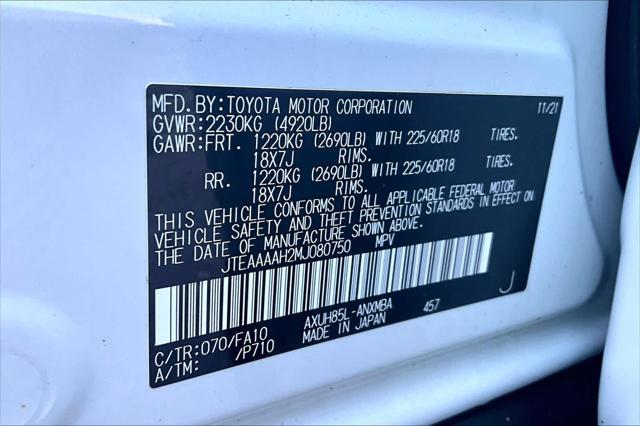 MFD. BY: TOYOTA MOTOR CORPORATION 11/21
GVWR: 2230KG (4920LB)
GAWR: FRT. 1220KG (2690LB) WITH 225/60R18 TIRES.
18X7J RIMS.
RR. 1220KG (2690LB) WITH 225/60R18 TIRES.
18X7J RIMS.
THIS VEHICLE CONFORMS TO ALL APPLICABLE FEDERAL MOTOR
VEHICLE SAFETY AND THEFT PREVENTION STANDARDS IN EFFECT ON
THE DATE OF MANUFACTURE SHOWN ABOVE.
JTEAAAAH2MJ080750 MPV
J
AXUH85L-ANXMBA 457
C/TR: 070/FA10 MADE IN JAPAN
A/TM: /P710